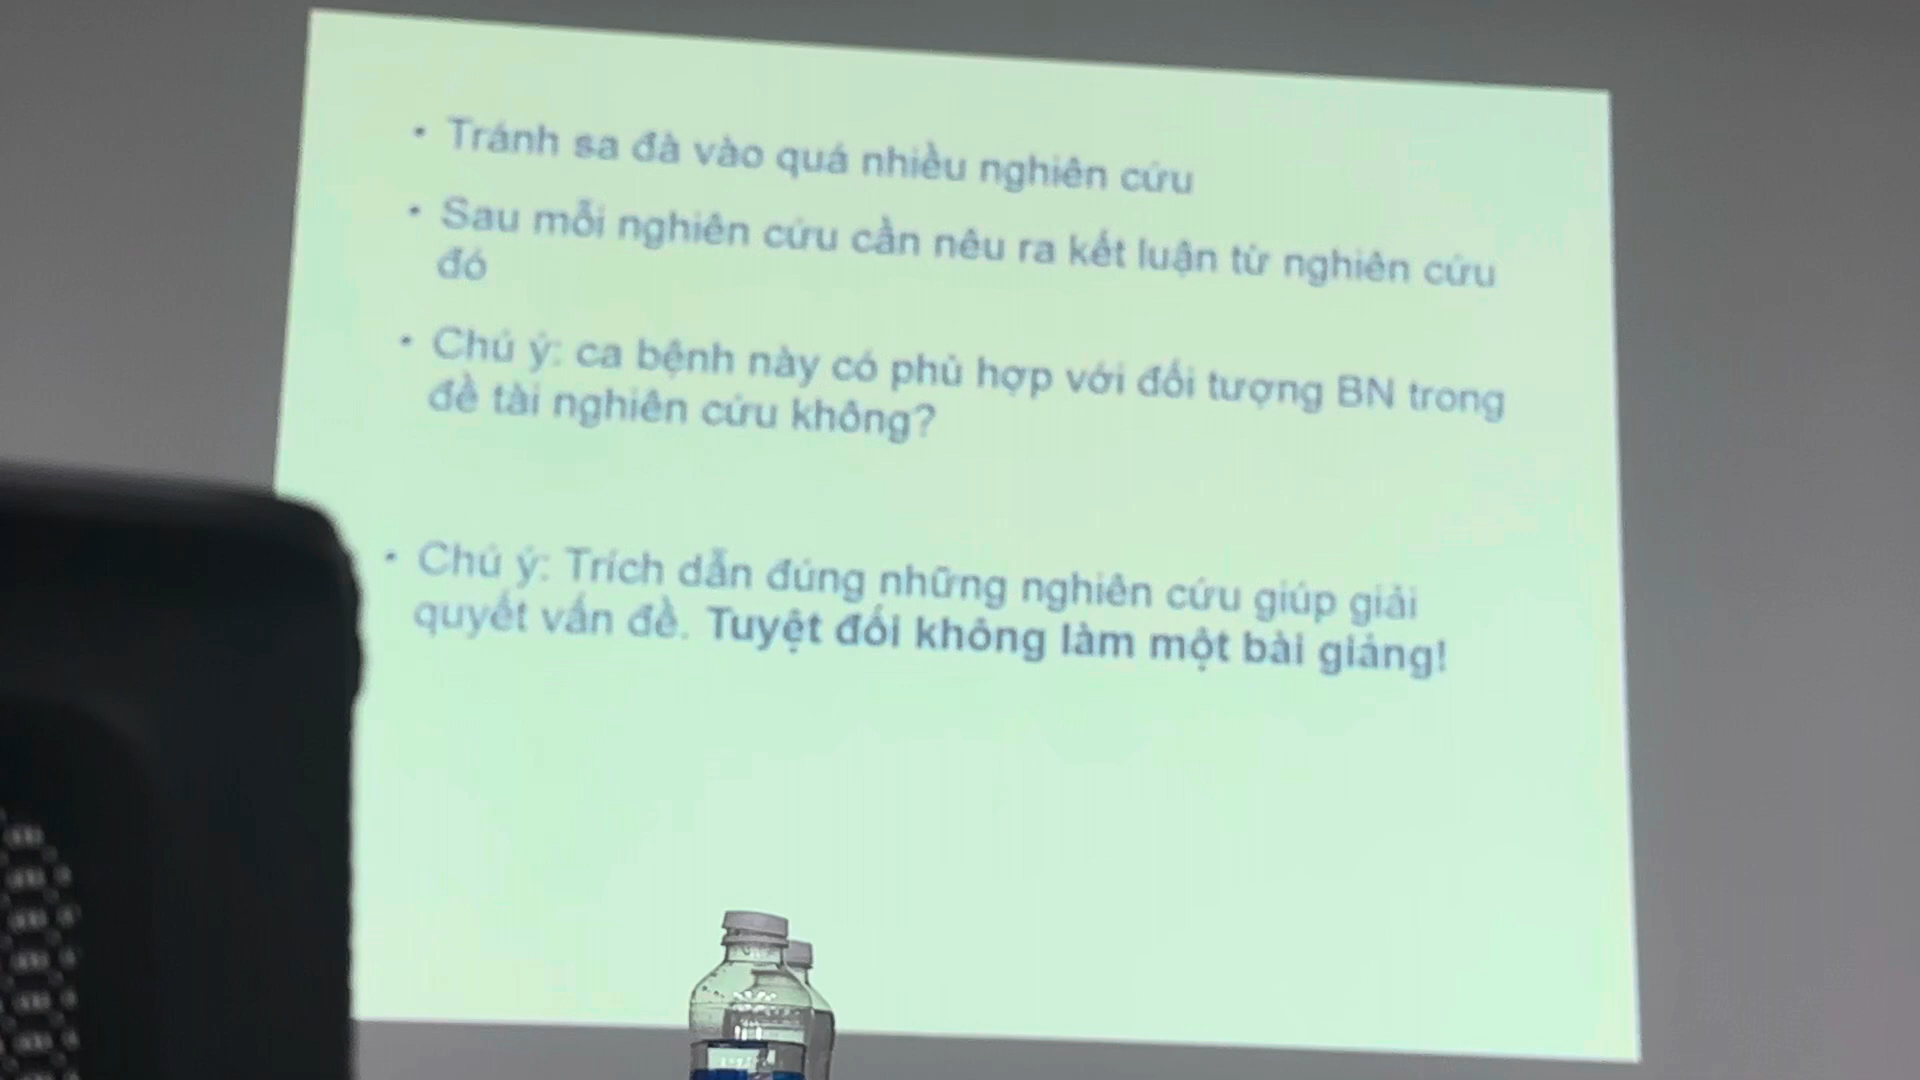 • Tránh sa đà vào quá nhiều nghiên cứu
• Sau mỗi nghiên cứu cần nêu ra kết luận từ nghiên cứu
đó
• Chú ý: ca bệnh này có phù hợp với đối tượng BN trong
đề tài nghiên cứu không?
• Chú ý: Trích dẫn đúng những nghiên cứu giúp giải
quyết vấn đề. Tuyệt đối không làm một bài giảng!